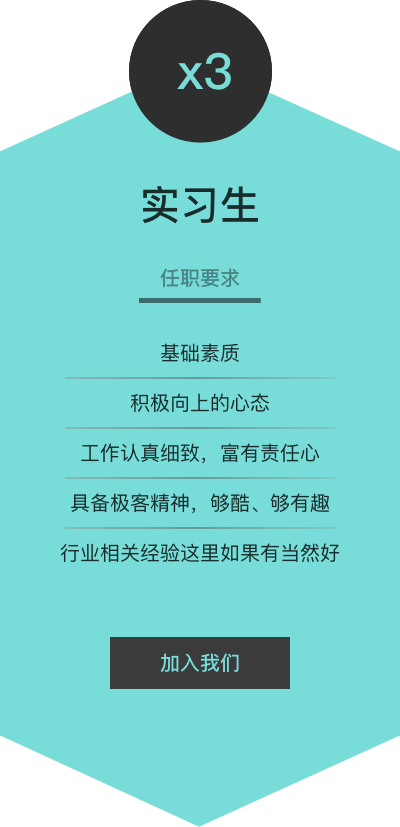 x3
实习生
任职要求
基础素质
积极向上的心态
工作认真细致，富有责任心
具备极客精神，够酷、够有趣
行业相关经验这里如果有当然好
加入我们